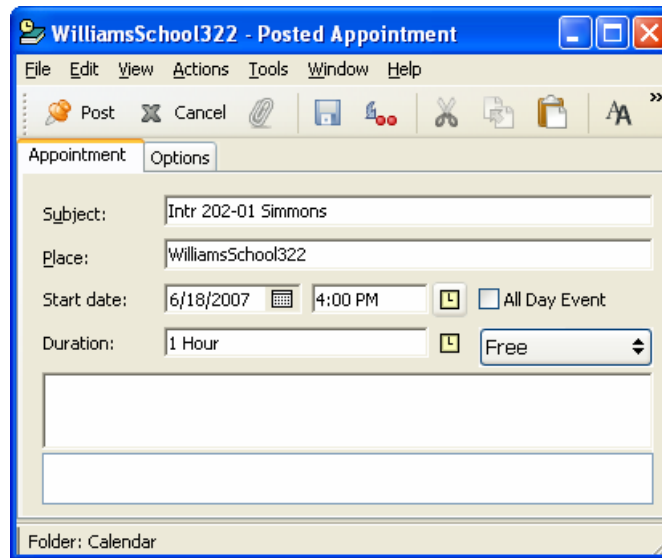 WilliamsSchool322 - Posted Appointment
File Edit View Actions Tools Window Help
Post Cancel AA »
Appointment Options
Subject: Intr 202-01 Simmons
Place: WilliamsSchool322
Start date: 6/18/2007 4:00 PM All Day Event
Duration: 1 Hour Free
Folder: Calendar